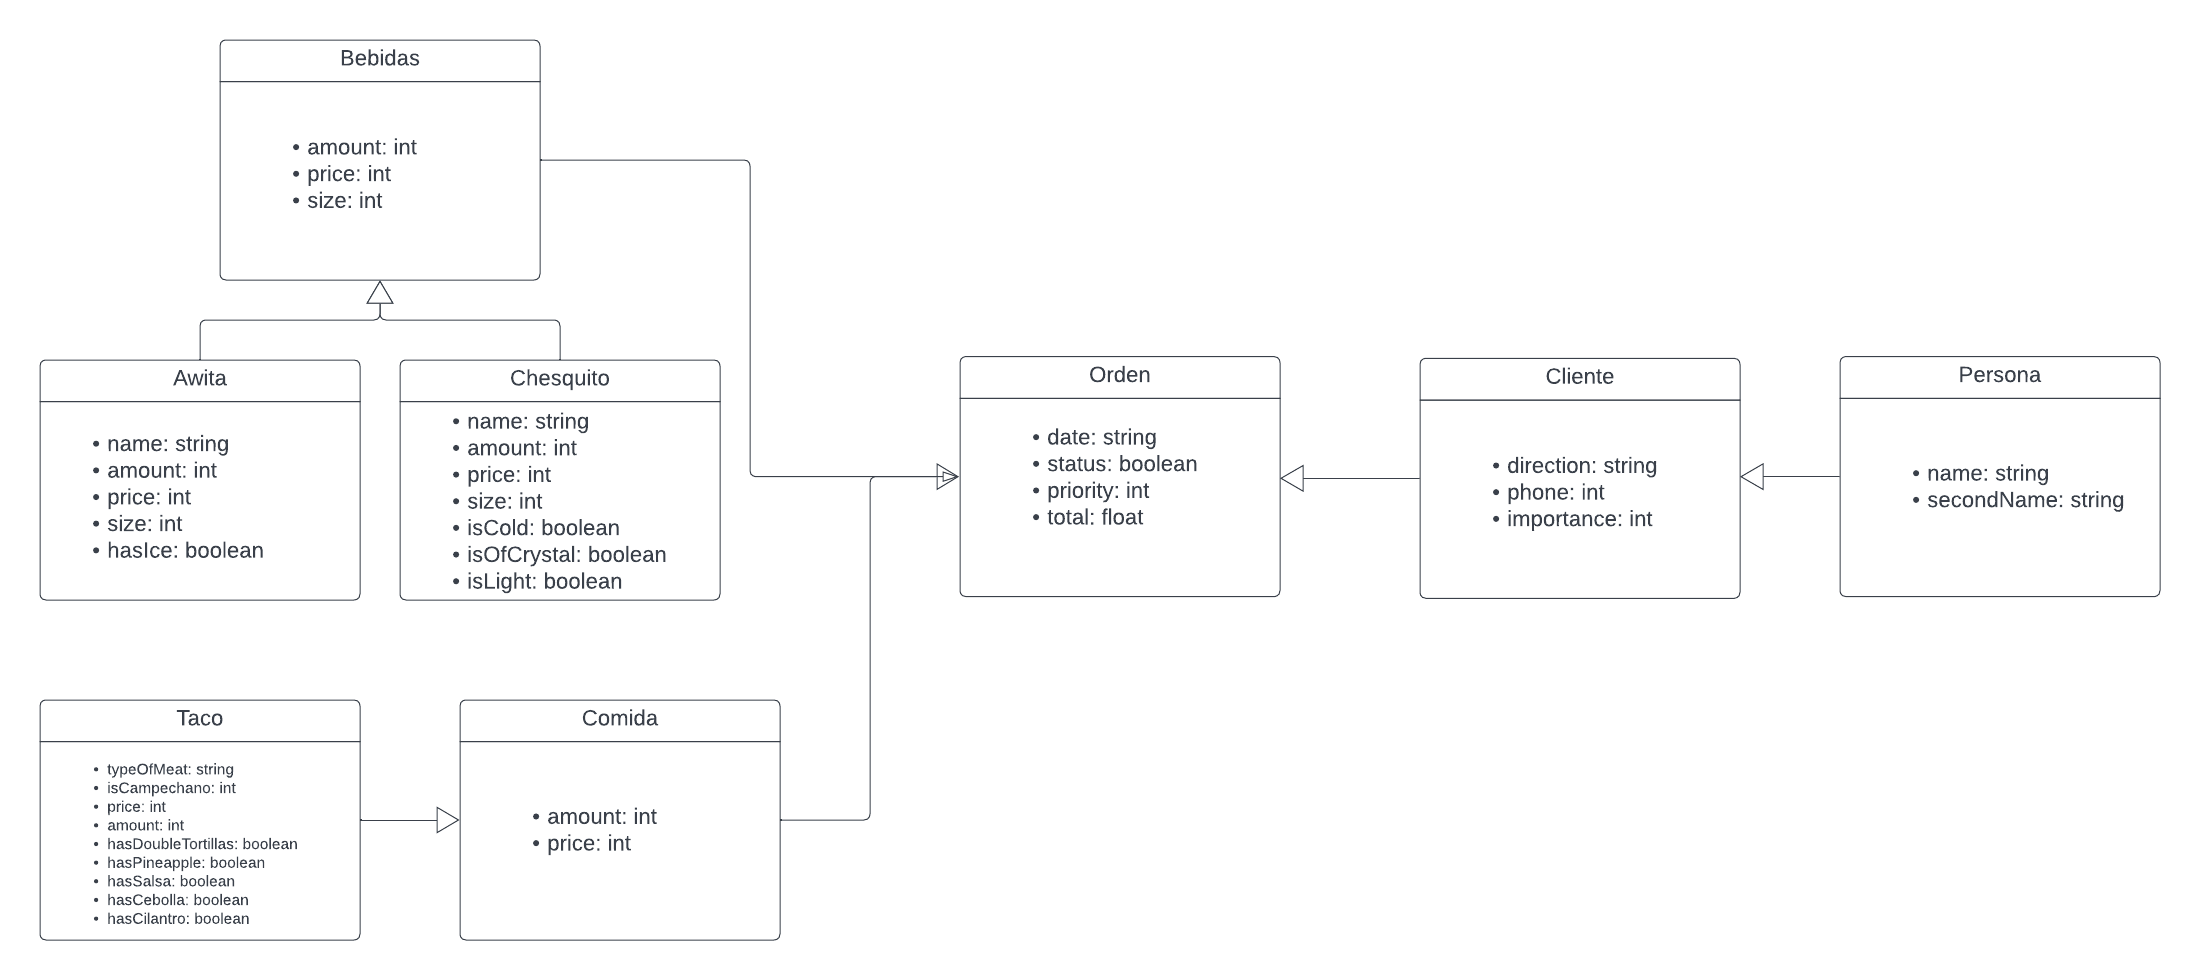 Bebidas
• amount: int
• price: int
• size: int
Awita
• name: string
• amount: int
• price: int
• size: int
• hasIce: boolean
Chesquito
• name: string
• amount: int
• price: int
• size: int
• isCold: boolean
• isOfCrystal: boolean
• isLight: boolean
Orden
• date: string
• status: boolean
• priority: int
• total: float
Cliente
• direction: string
• phone: int
• importance: int
Persona
• name: string
• secondName: string
Taco
• typeOfMeat: string
• isCampechano: int
• price: int
• amount: int
• hasDoubleTortillas: boolean
• hasPineapple: boolean
• hasSalsa: boolean
• hasCebolla: boolean
• hasCilantro: boolean
Comida
• amount: int
• price: int